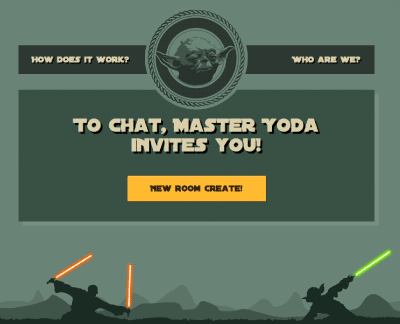 HOW DOES IT WORK?
WHO ARE WE?
TO CHAT, MASTER YODA
INVITES YOU!
NEW ROOM CREATE!